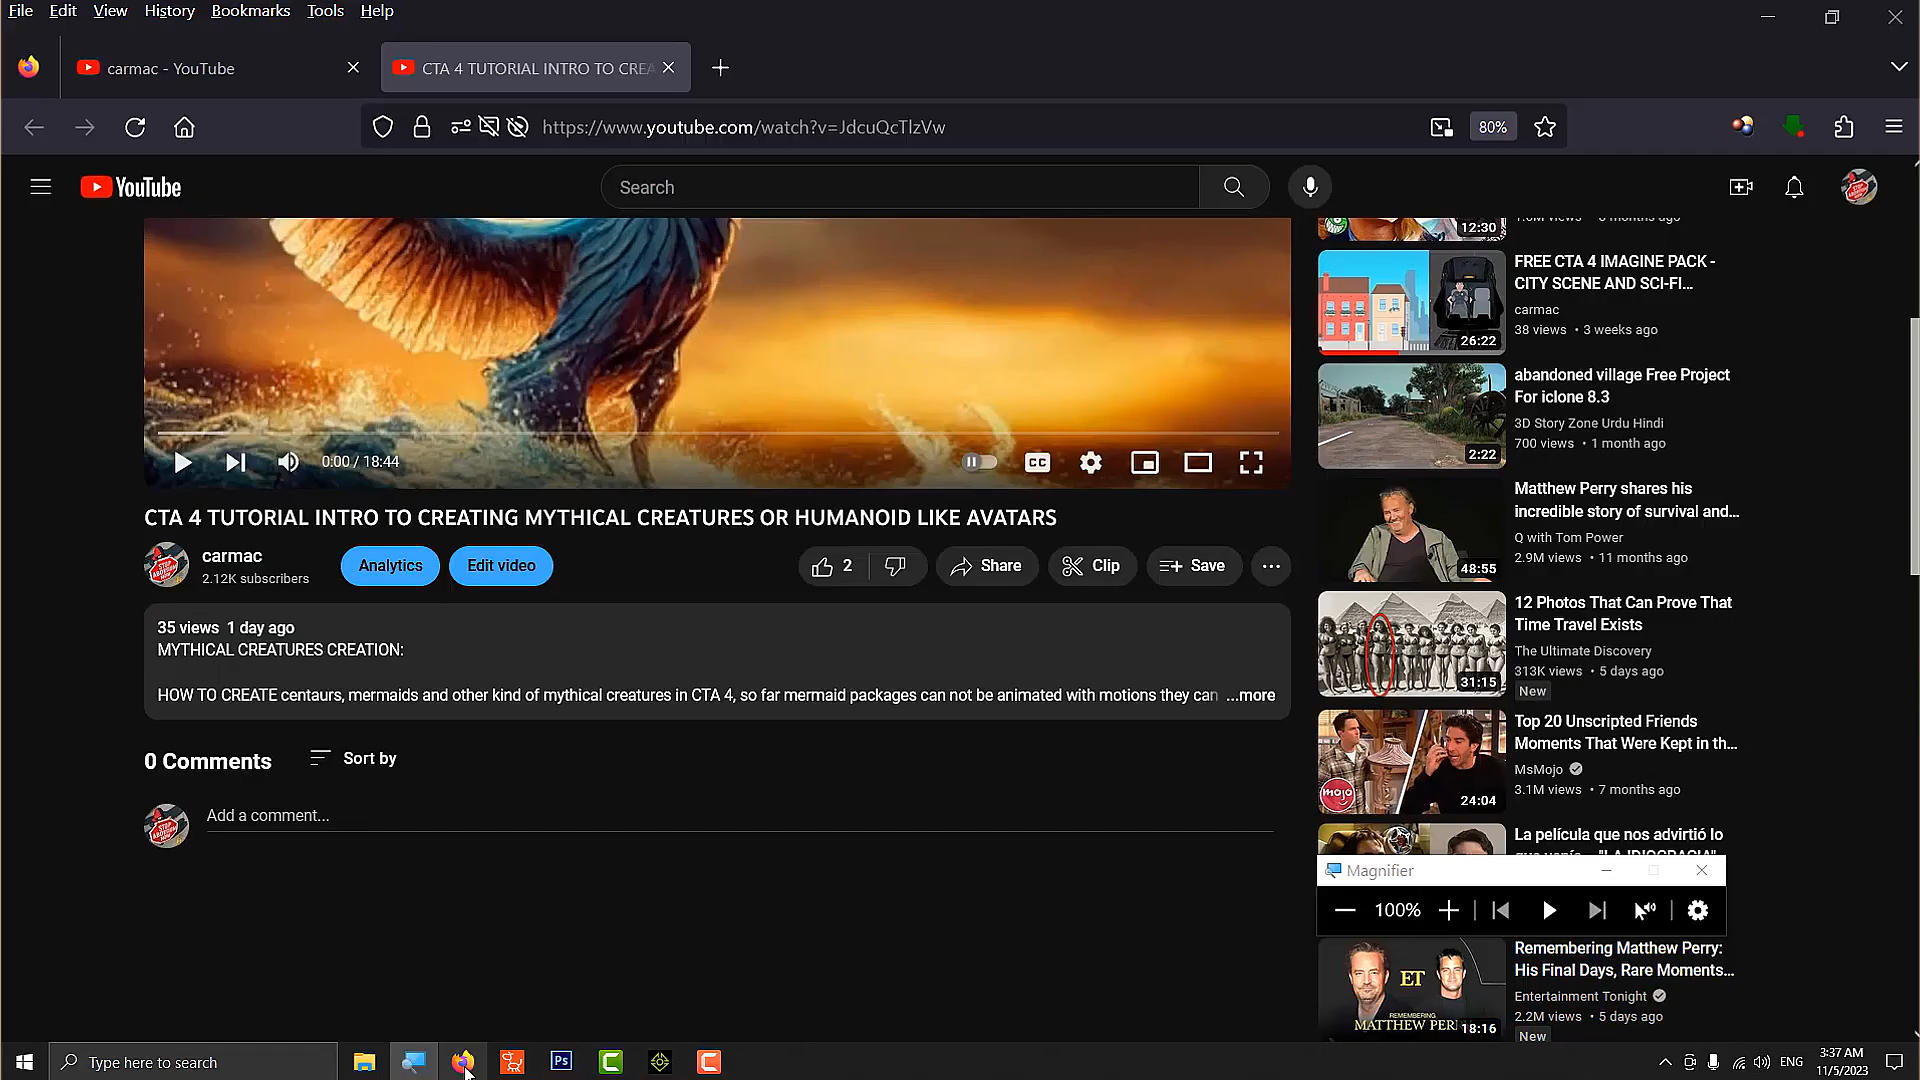 File Edit View History Bookmarks Tools Help
carmac - YouTube
CTA 4 TUTORIAL INTRO TO CREA
https://www.youtube.com/watch?v=JdcuQcTlzVw
80%
YouTube
Search
12:30
FREE CTA 4 IMAGINE PACK -
CITY SCENE AND SCI-FI...
carmac
38 views • 3 weeks ago
26:22
abandoned village Free Project
For iclone 8.3
3D Story Zone Urdu Hindi
700 views • 1 month ago
2:22
Matthew Perry shares his
incredible story of survival and...
Q with Tom Power
2.9M views • 11 months ago
48:55
12 Photos That Can Prove That
Time Travel Exists
The Ultimate Discovery
313K views • 5 days ago
New
31:15
Top 20 Unscripted Friends
Moments That Were Kept in th...
MsMojo
3.1M views • 7 months ago
mojo
24:04
La película que nos advirtió lo
0:00 / 18:44
CC
CTA 4 TUTORIAL INTRO TO CREATING MYTHICAL CREATURES OR HUMANOID LIKE AVATARS
carmac
2.12K subscribers
Analytics
Edit video
2
Share
Clip
Save
35 views 1 day ago
MYTHICAL CREATURES CREATION:
HOW TO CREATE centaurs, mermaids and other kind of mythical creatures in CTA 4, so far mermaid packages can not be animated with motions they can ...more
0 Comments
Sort by
Add a comment...
Magnifier
100%
Remembering Matthew Perry:
His Final Days, Rare Moments...
Entertainment Tonight
2.2M views • 5 days ago
New
ET
REMEMBERING
MATTHEW PER
18:16
Type here to search
Ps
ENG
3:37 AM
11/5/2023